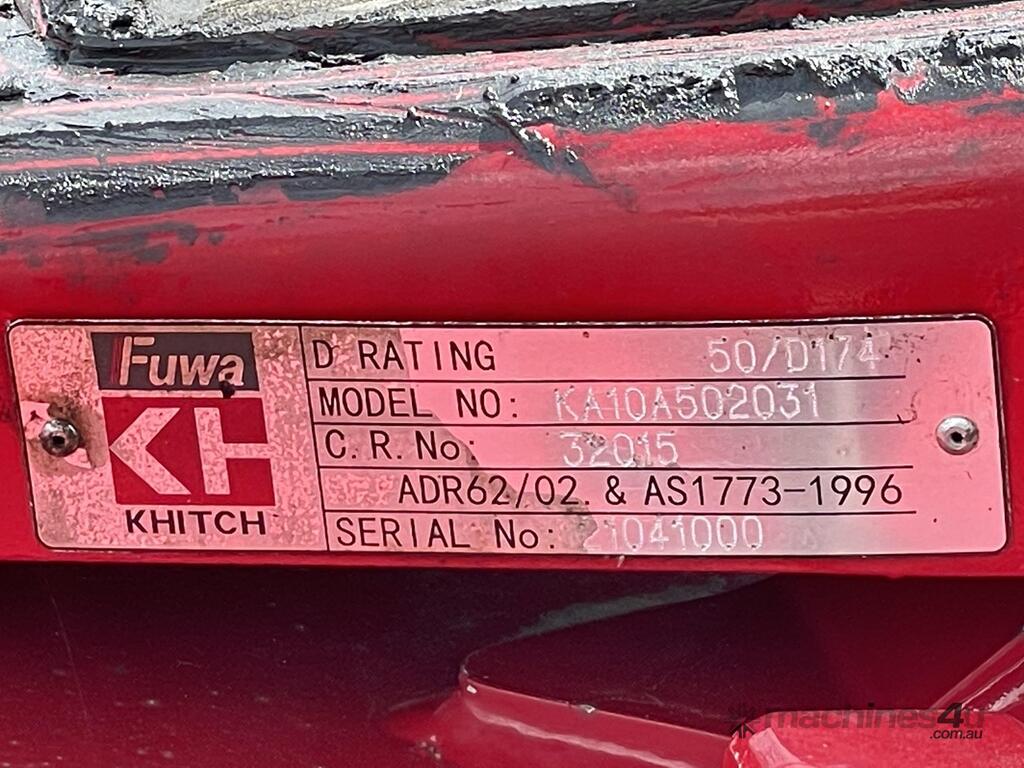 Fuwa
KH
KHITCH
D RATING 50/D174
MODEL NO: KA10A502031
C.R.No: 32015
ADR62/02.& AS1773-1996
SERIAL No: 21041000
machines4u
.com.au